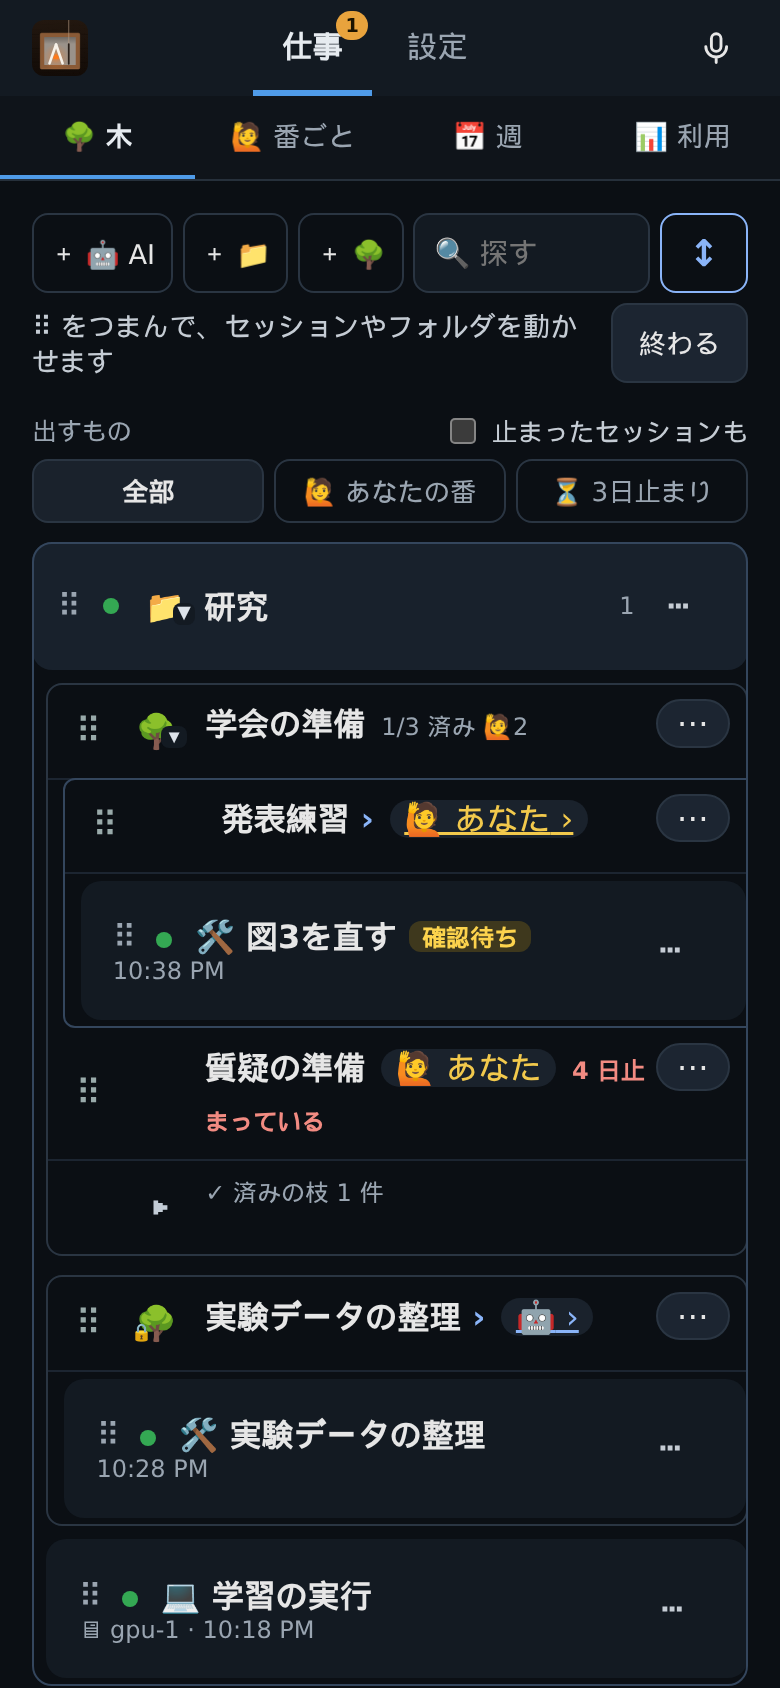 仕事 1 設定
🌳 木 🙋 番ごと 📅 週 📊 利用
+ 🤖 AI + 📁 + 🌳 🔍 探す ↕
⠿ をつまんで、セッションやフォルダを動か
せます
終わる
出すもの 止まったセッションも
全部 🙋 あなたの番 ⏳ 3日止まり
⠿ 📁▼ 研究 1 ⋯
⠿ 🌳▼ 学会の準備 1/3 済み 🙋2 ⋯
⠿ 発表練習 › 🙋 あなた › ⋯
⠿ 🛠️ 図3を直す 確認待ち ⋯
10:38 PM
⠿ 質疑の準備 🙋 あなた 4 日止 ⋯
まっている
▶ ✓ 済みの枝 1 件
⠿ 🌳🔒 実験データの整理 › 🤖 › ⋯
⠿ 🛠️ 実験データの整理 ⋯
10:28 PM
⠿ 💻 学習の実行 ⋯
🖥 gpu-1 · 10:18 PM